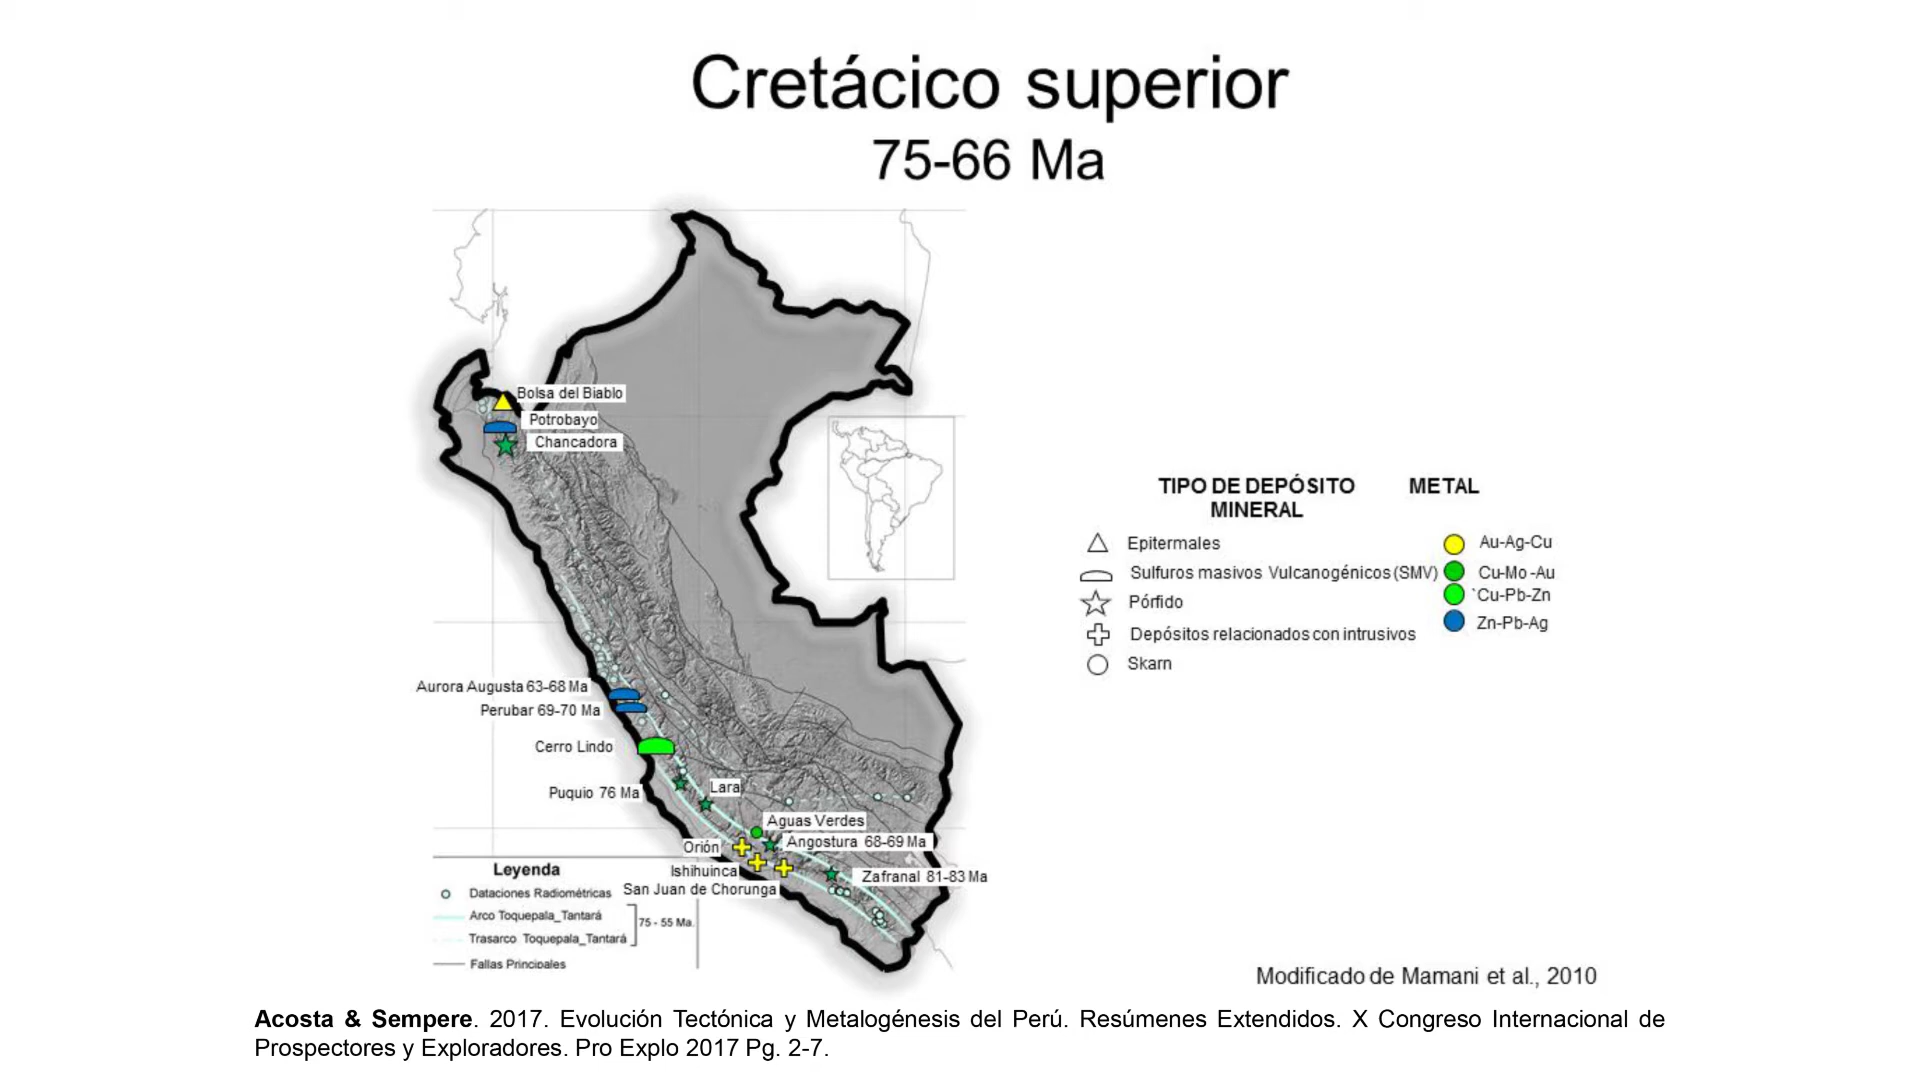 Cretácico superior
75-66 Ma
Bolsa del Biablo
Potrobayo
Chancadora
Aurora Augusta 63-68 Ma
Perubar 69-70 Ma
Cerro Lindo
Puquio 76 Ma
Lara
Aguas Verdes
Orión
Angostura 68-69 Ma
Ishihuinca
Zafranal 81-83 Ma
San Juan de Chorunga
Leyenda
Dataciones Radiométricas
Arco Toquepala_Tantará
75 - 55 Ma.
Trasarco Toquepala_Tantará
Fallas Principales
TIPO DE DEPÓSITO
MINERAL
Epitermales
Sulfuros masivos Vulcanogénicos (SMV)
Pórfido
Depósitos relacionados con intrusivos
Skarn
METAL
Au-Ag-Cu
Cu-Mo -Au
`Cu-Pb-Zn
Zn-Pb-Ag
Modificado de Mamani et al., 2010
Acosta & Sempere. 2017. Evolución Tectónica y Metalogénesis del Perú. Resúmenes Extendidos. X Congreso Internacional de
Prospectores y Exploradores. Pro Explo 2017 Pg. 2-7.